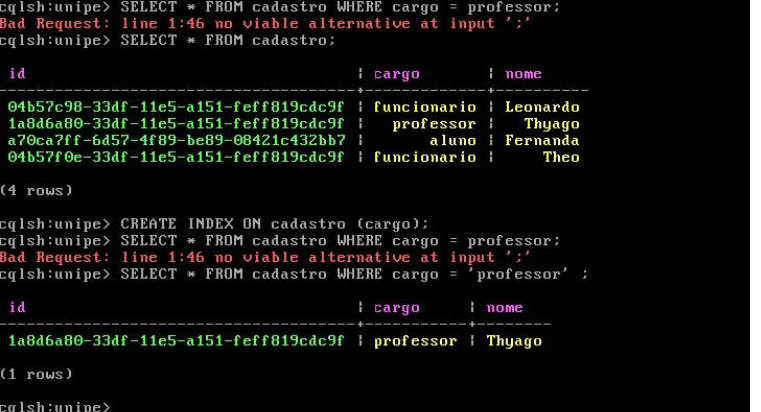 cqlsh:unipe> SELECT * FROM cadastro WHERE cargo = professor;
Bad Request: line 1:46 no viable alternative at input ';'
cqlsh:unipe> SELECT * FROM cadastro;
id | cargo | nome
--------------------------------------+-------------+----------
04b57c98-33df-11e5-a151-feff819cdc9f | funcionario | Leonardo
1a8d6a80-33df-11e5-a151-feff819cdc9f | professor | Thyago
a70ca7ff-6d57-4f89-be89-08421c432bb7 | aluno | Fernanda
04b57f0e-33df-11e5-a151-feff819cdc9f | funcionario | Theo
(4 rows)
cqlsh:unipe> CREATE INDEX ON cadastro (cargo);
cqlsh:unipe> SELECT * FROM cadastro WHERE cargo = professor;
Bad Request: line 1:46 no viable alternative at input ';'
cqlsh:unipe> SELECT * FROM cadastro WHERE cargo = 'professor' ;
id | cargo | nome
--------------------------------------+-----------+--------
1a8d6a80-33df-11e5-a151-feff819cdc9f | professor | Thyago
(1 rows)
cqlsh:unipe>